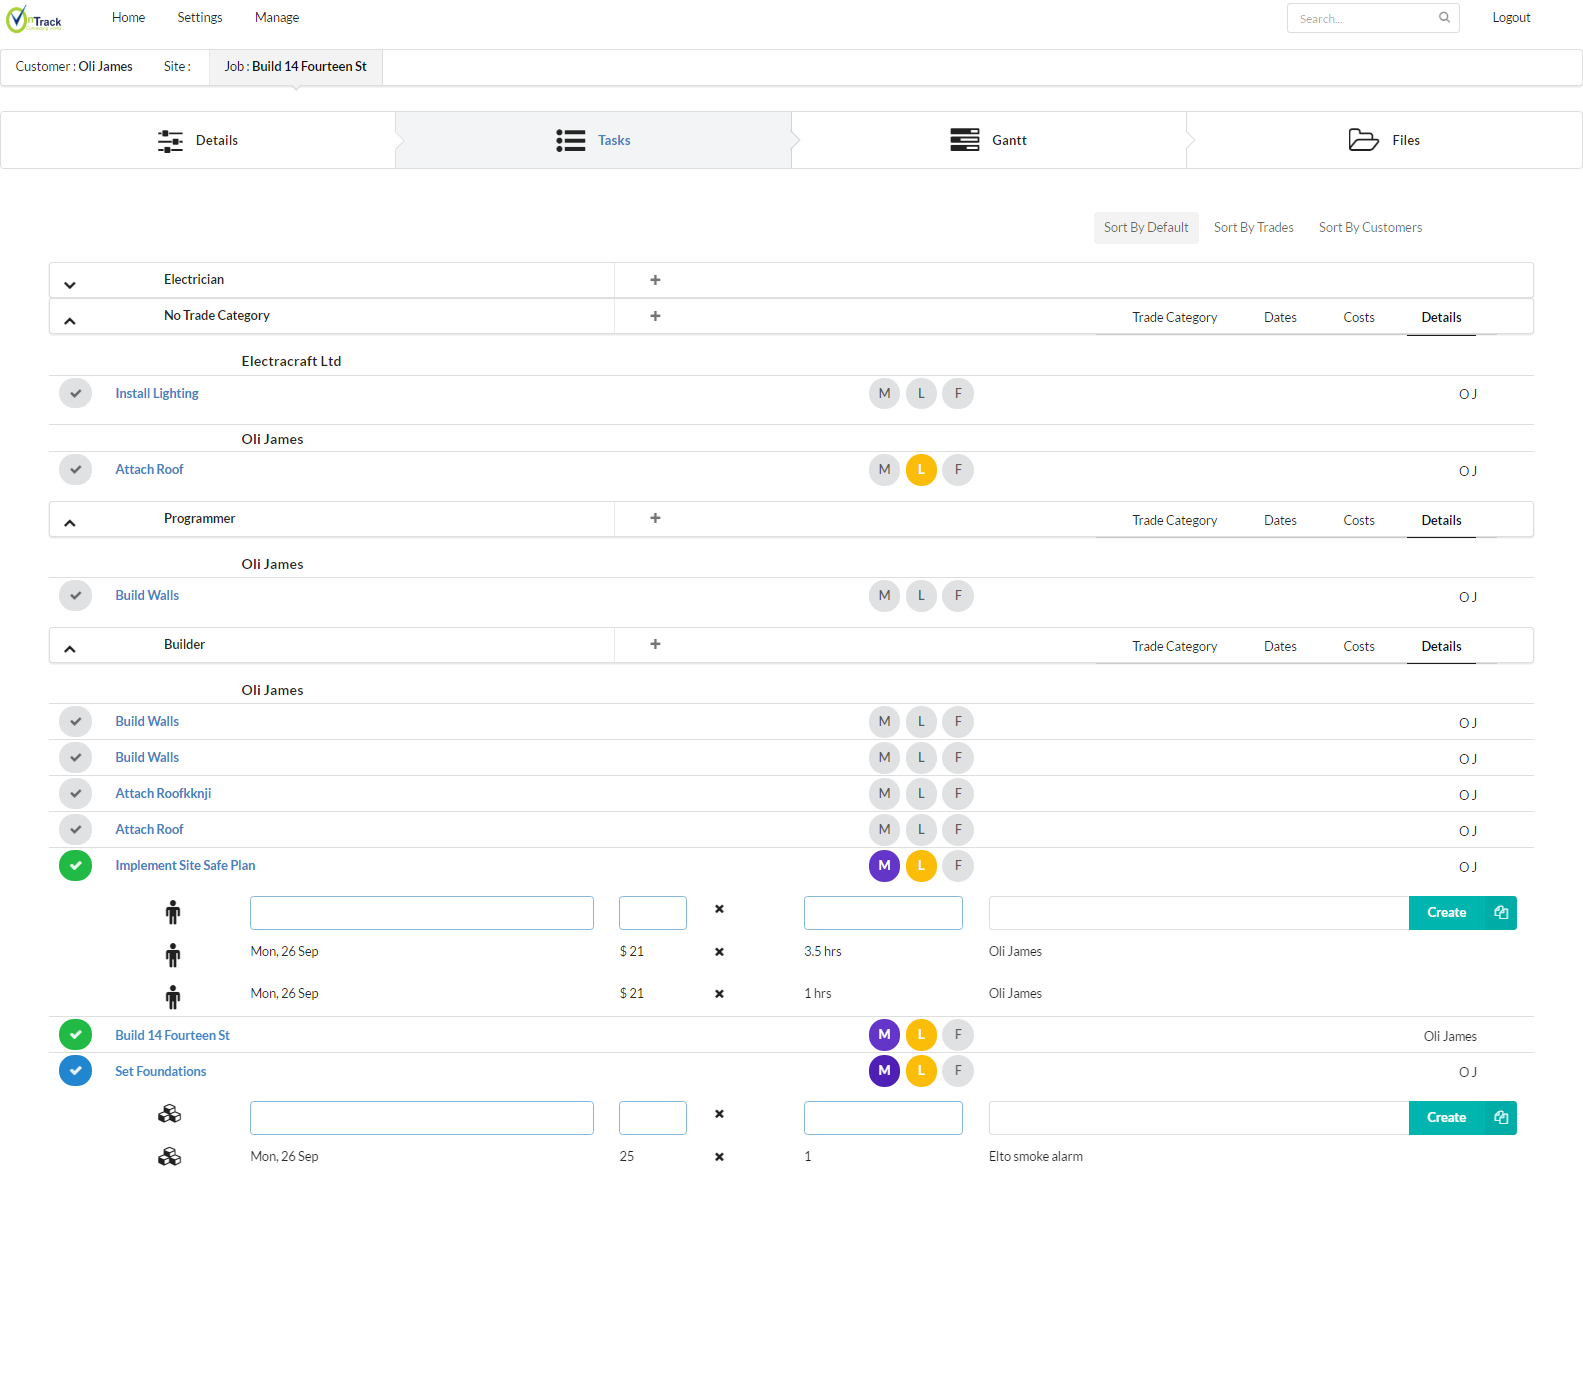 nTrack
Home Settings Manage Search... Logout
Customer : Oli James Site : Job : Build 14 Fourteen St
Details Tasks Gantt Files
Sort By Default Sort By Trades Sort By Customers
Electrician +
No Trade Category + Trade Category Dates Costs Details
Electracraft Ltd
Install Lighting M L F O J
Oli James
Attach Roof M L F O J
Programmer + Trade Category Dates Costs Details
Oli James
Build Walls M L F O J
Builder + Trade Category Dates Costs Details
Oli James
Build Walls M L F O J
Build Walls M L F O J
Attach Roofkknji M L F O J
Attach Roof M L F O J
Implement Site Safe Plan M L F O J
Create
Mon, 26 Sep $ 21 3.5 hrs Oli James
Mon, 26 Sep $ 21 1 hrs Oli James
Build 14 Fourteen St M L F Oli James
Set Foundations M L F O J
Create
Mon, 26 Sep 25 1 Elto smoke alarm